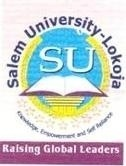 Salem University-Lokoja
SU
Knowledge, Empowerment and Self Reliance
Raising Global Leaders